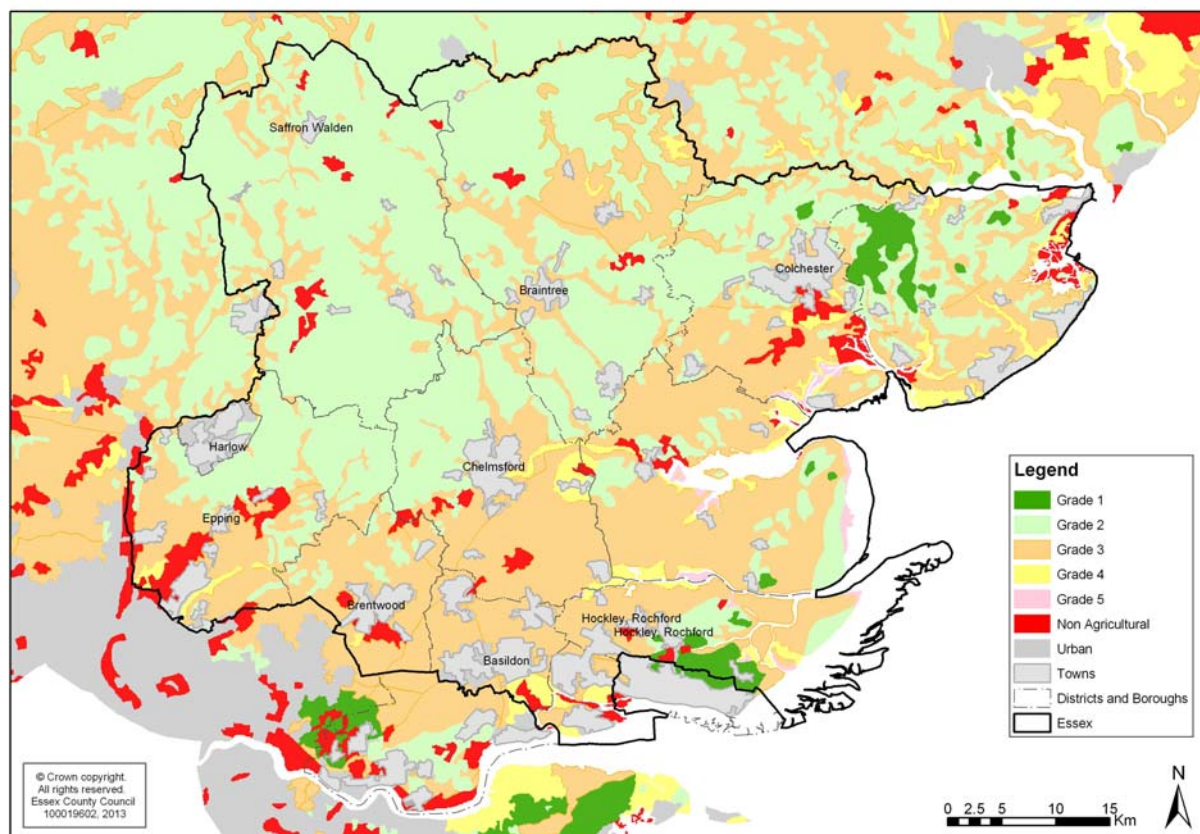 Saffron Walden
Colchester
Braintree
Harlow
Chelmsford
Epping
Brentwood
Hockley, Rochford
Hockley, Rochford
Basildon
Legend
Grade 1
Grade 2
Grade 3
Grade 4
Grade 5
Non Agricultural
Urban
Towns
Districts and Boroughs
Essex
© Crown copyright.
All rights reserved.
Essex County Council
100019602, 2013
N
0 2.5 5 10 15
Km